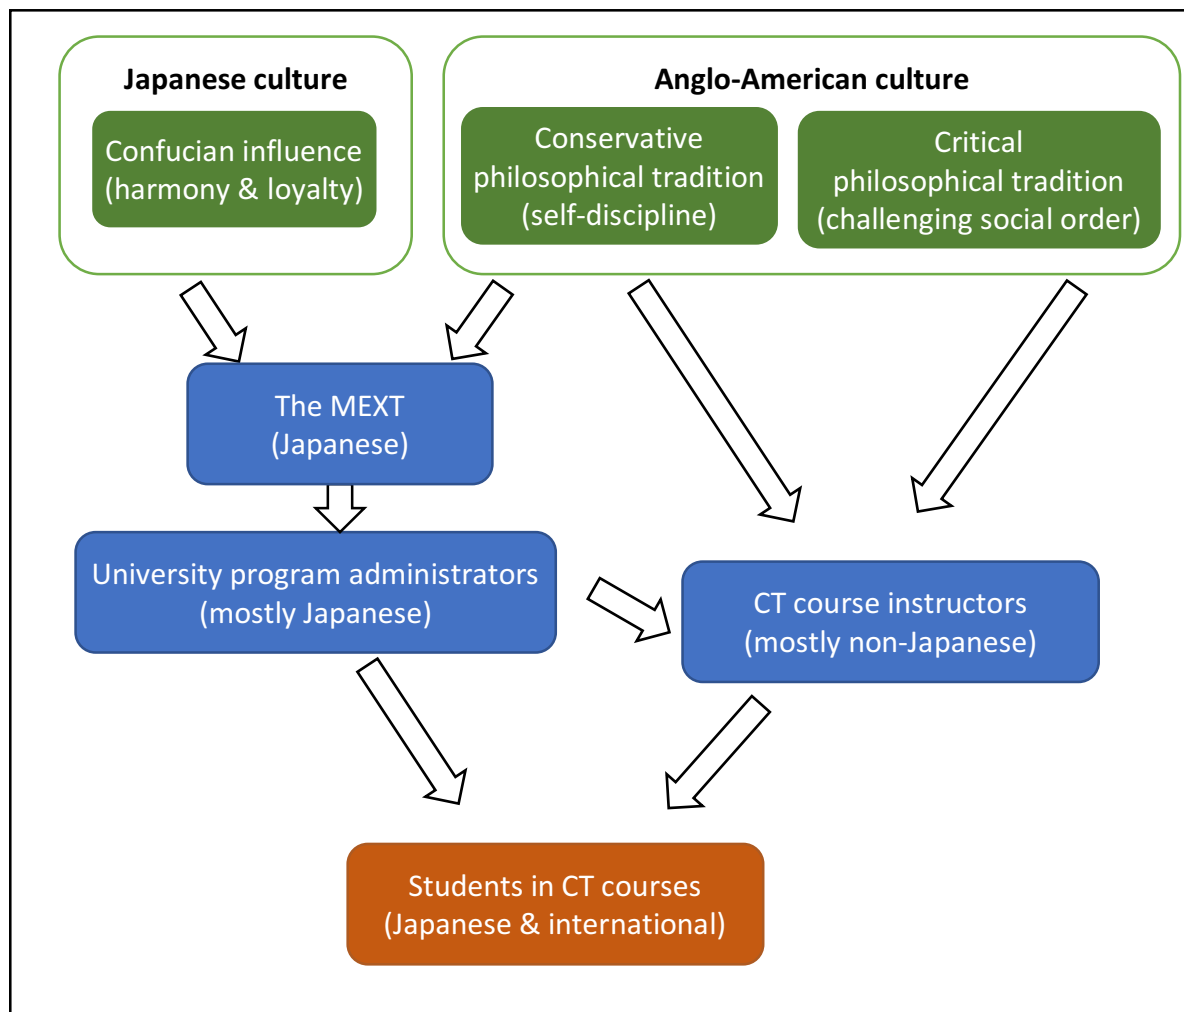 Japanese culture
Confucian influence
(harmony & loyalty)
Anglo-American culture
Conservative
philosophical tradition
(self-discipline)
Critical
philosophical tradition
(challenging social order)
The MEXT
(Japanese)
University program administrators
(mostly Japanese)
CT course instructors
(mostly non-Japanese)
Students in CT courses
(Japanese & international)